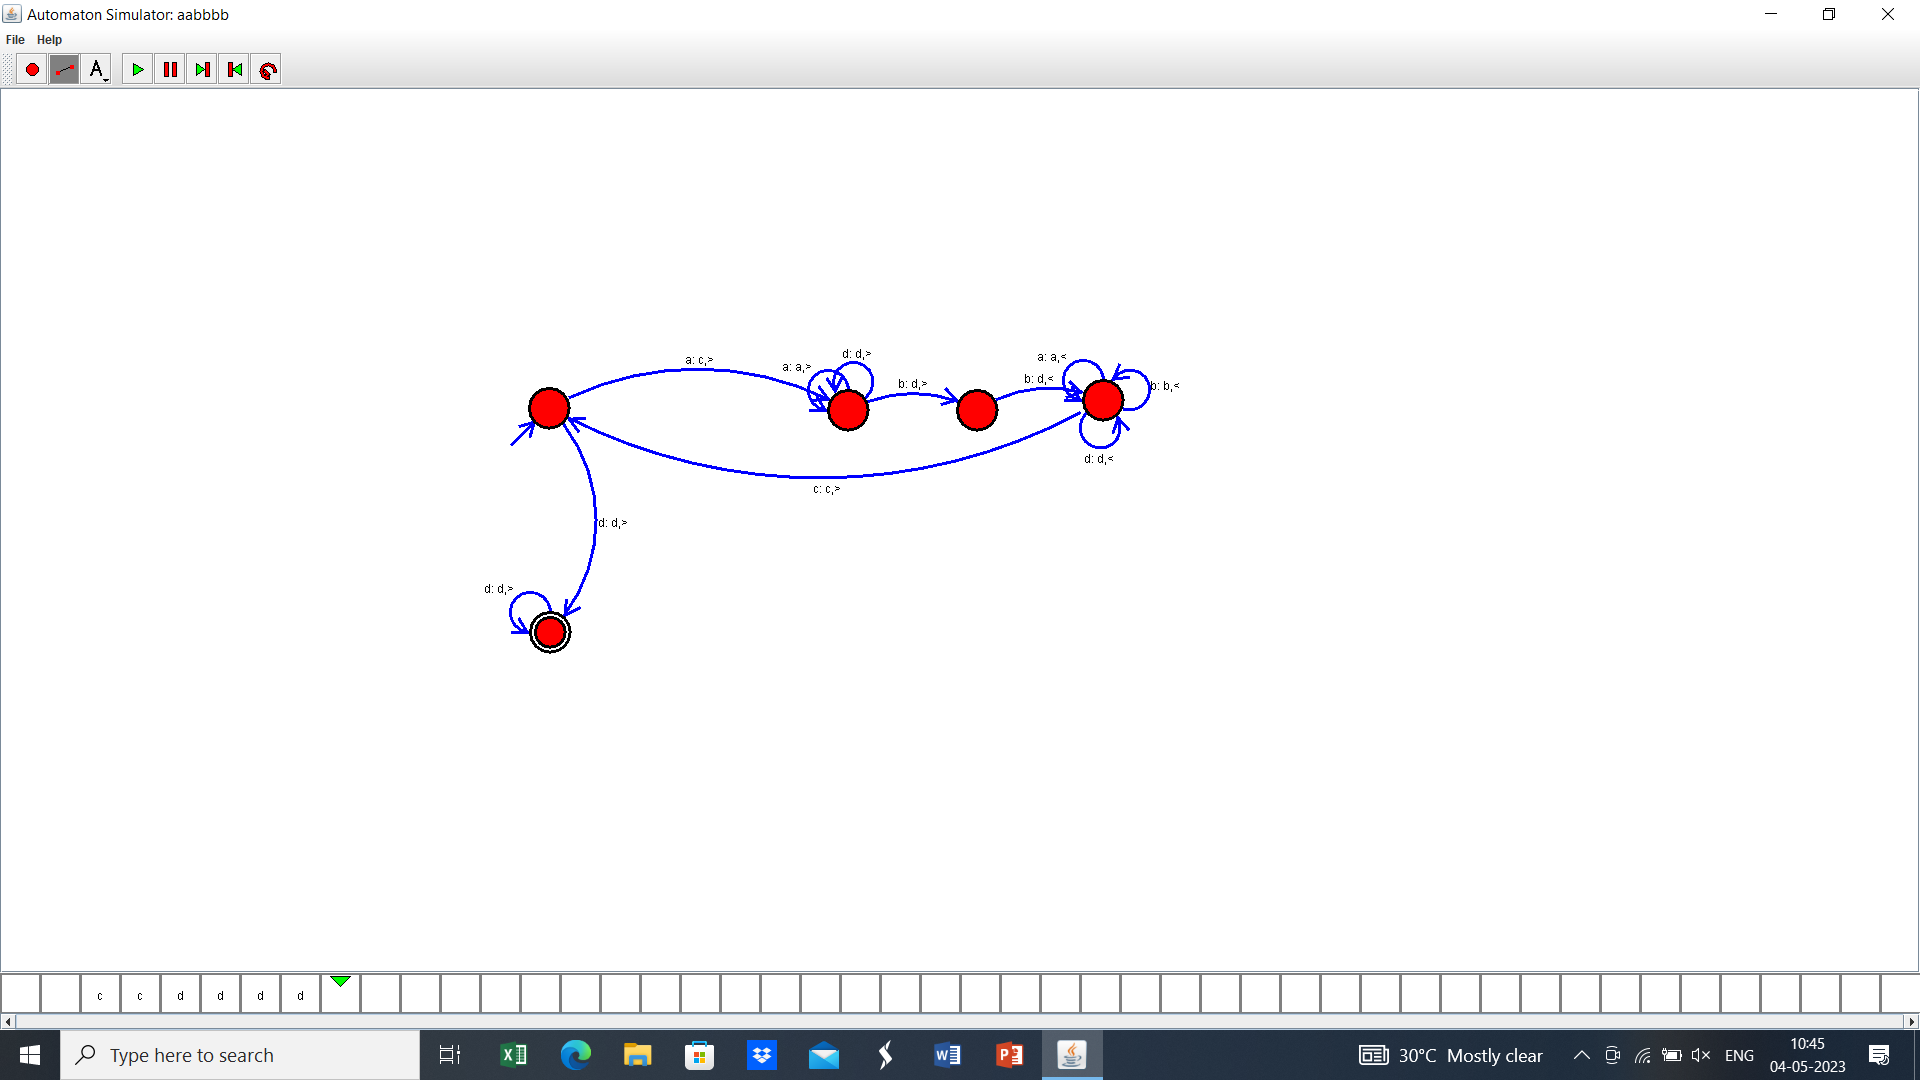 Automaton Simulator: aabbbb
File Help
A
a: c,>
d: d,>
a: a,>
b: d,>
a: a,<
b: d,<
b: b,<
d: d,<
c: c,>
d: d,>
d: d,>
c c d d d d
Type here to search
30°C Mostly clear
ENG
10:45
04-05-2023